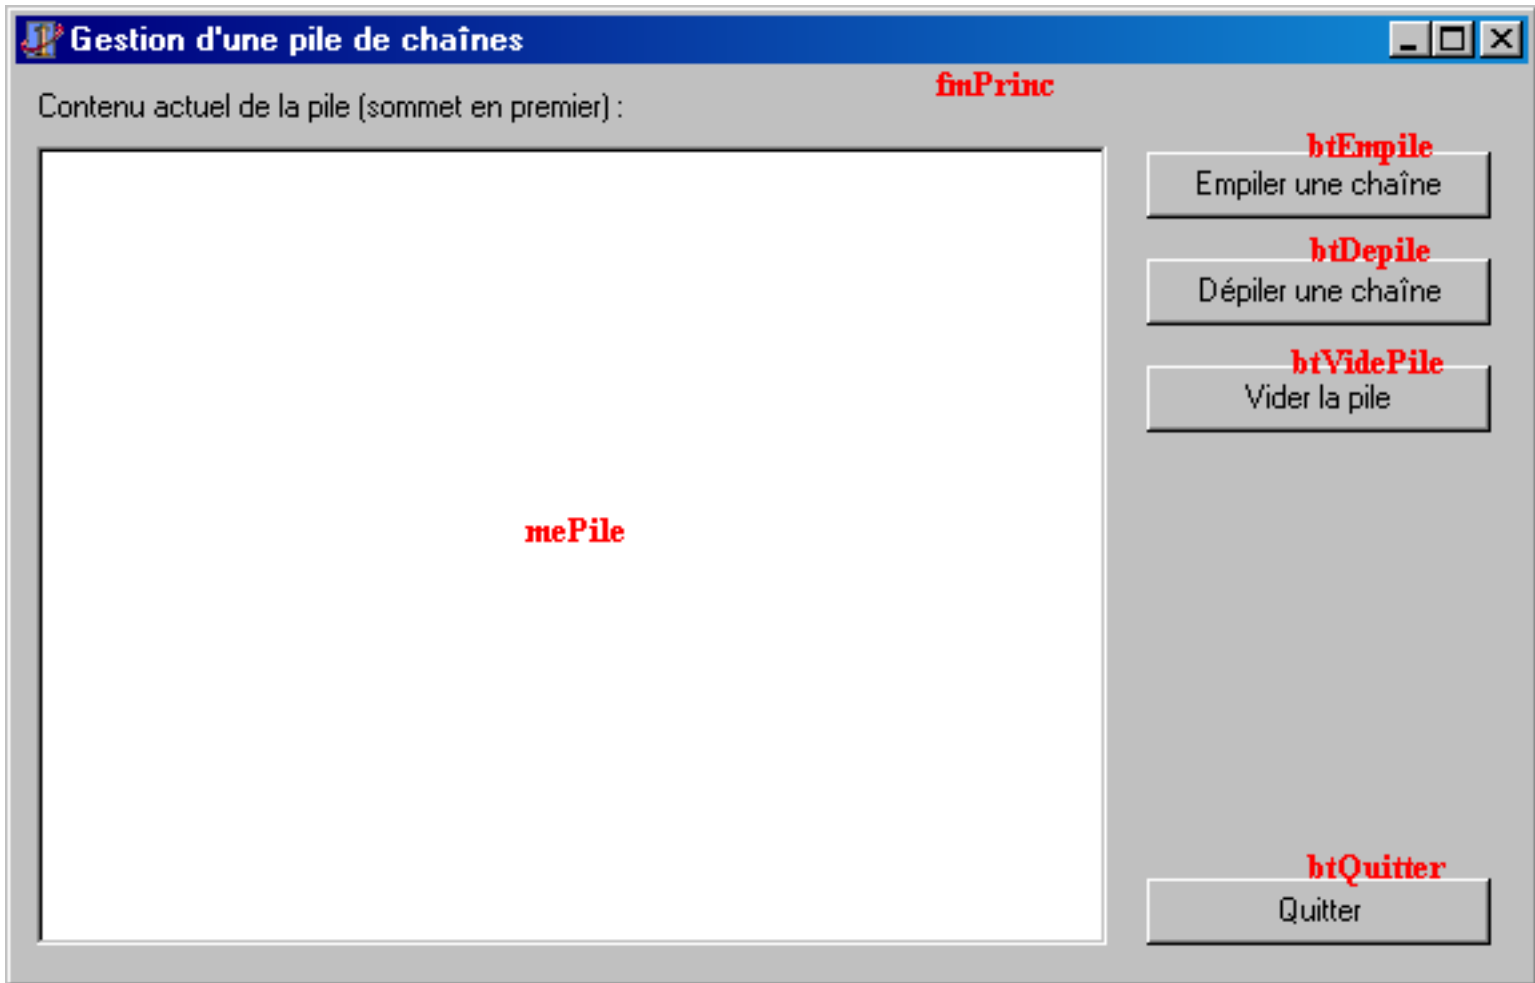 Gestion d'une pile de chaînes
fmPrinc
Contenu actuel de la pile (sommet en premier) :
btEmpile
Empiler une chaîne
btDepile
Dépiler une chaîne
btVidePile
Vider la pile
mePile
btQuitter
Quitter